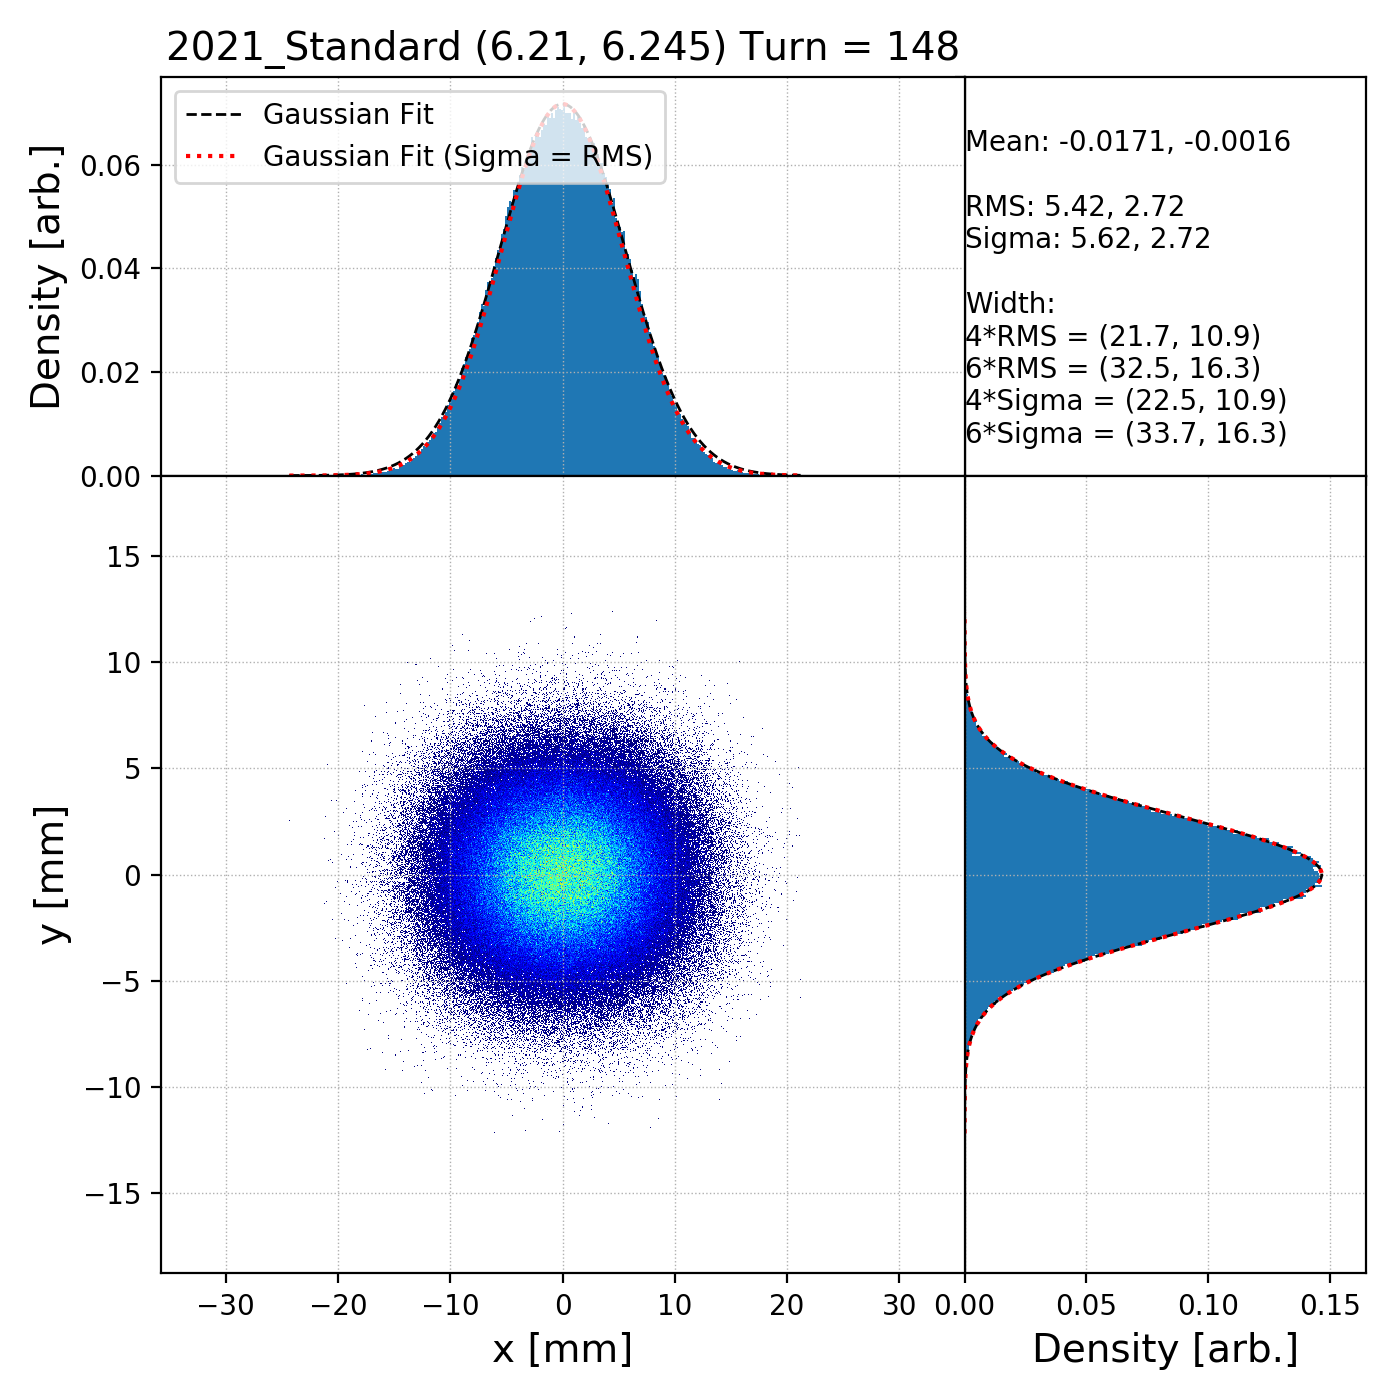 2021_Standard (6.21, 6.245) Turn = 148
Gaussian Fit
Gaussian Fit (Sigma = RMS)
Density [arb.]
0.06
0.04
0.02
0.00
Mean: -0.0171, -0.0016
RMS: 5.42, 2.72
Sigma: 5.62, 2.72
Width:
4*RMS = (21.7, 10.9)
6*RMS = (32.5, 16.3)
4*Sigma = (22.5, 10.9)
6*Sigma = (33.7, 16.3)
y [mm]
15
10
5
0
−5
−10
−15
−30 −20 −10 0 10 20 30
x [mm]
0.00 0.05 0.10 0.15
Density [arb.]